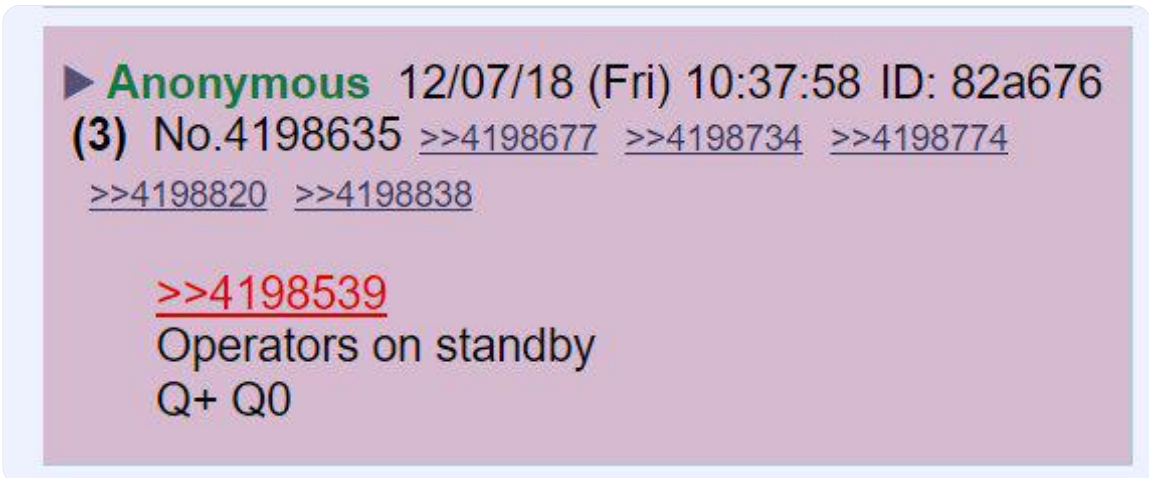 ▶ Anonymous 12/07/18 (Fri) 10:37:58 ID: 82a676
(3) No.4198635 >>4198677 >>4198734 >>4198774
>>4198820 >>4198838
>>4198539
Operators on standby
Q+ Q0